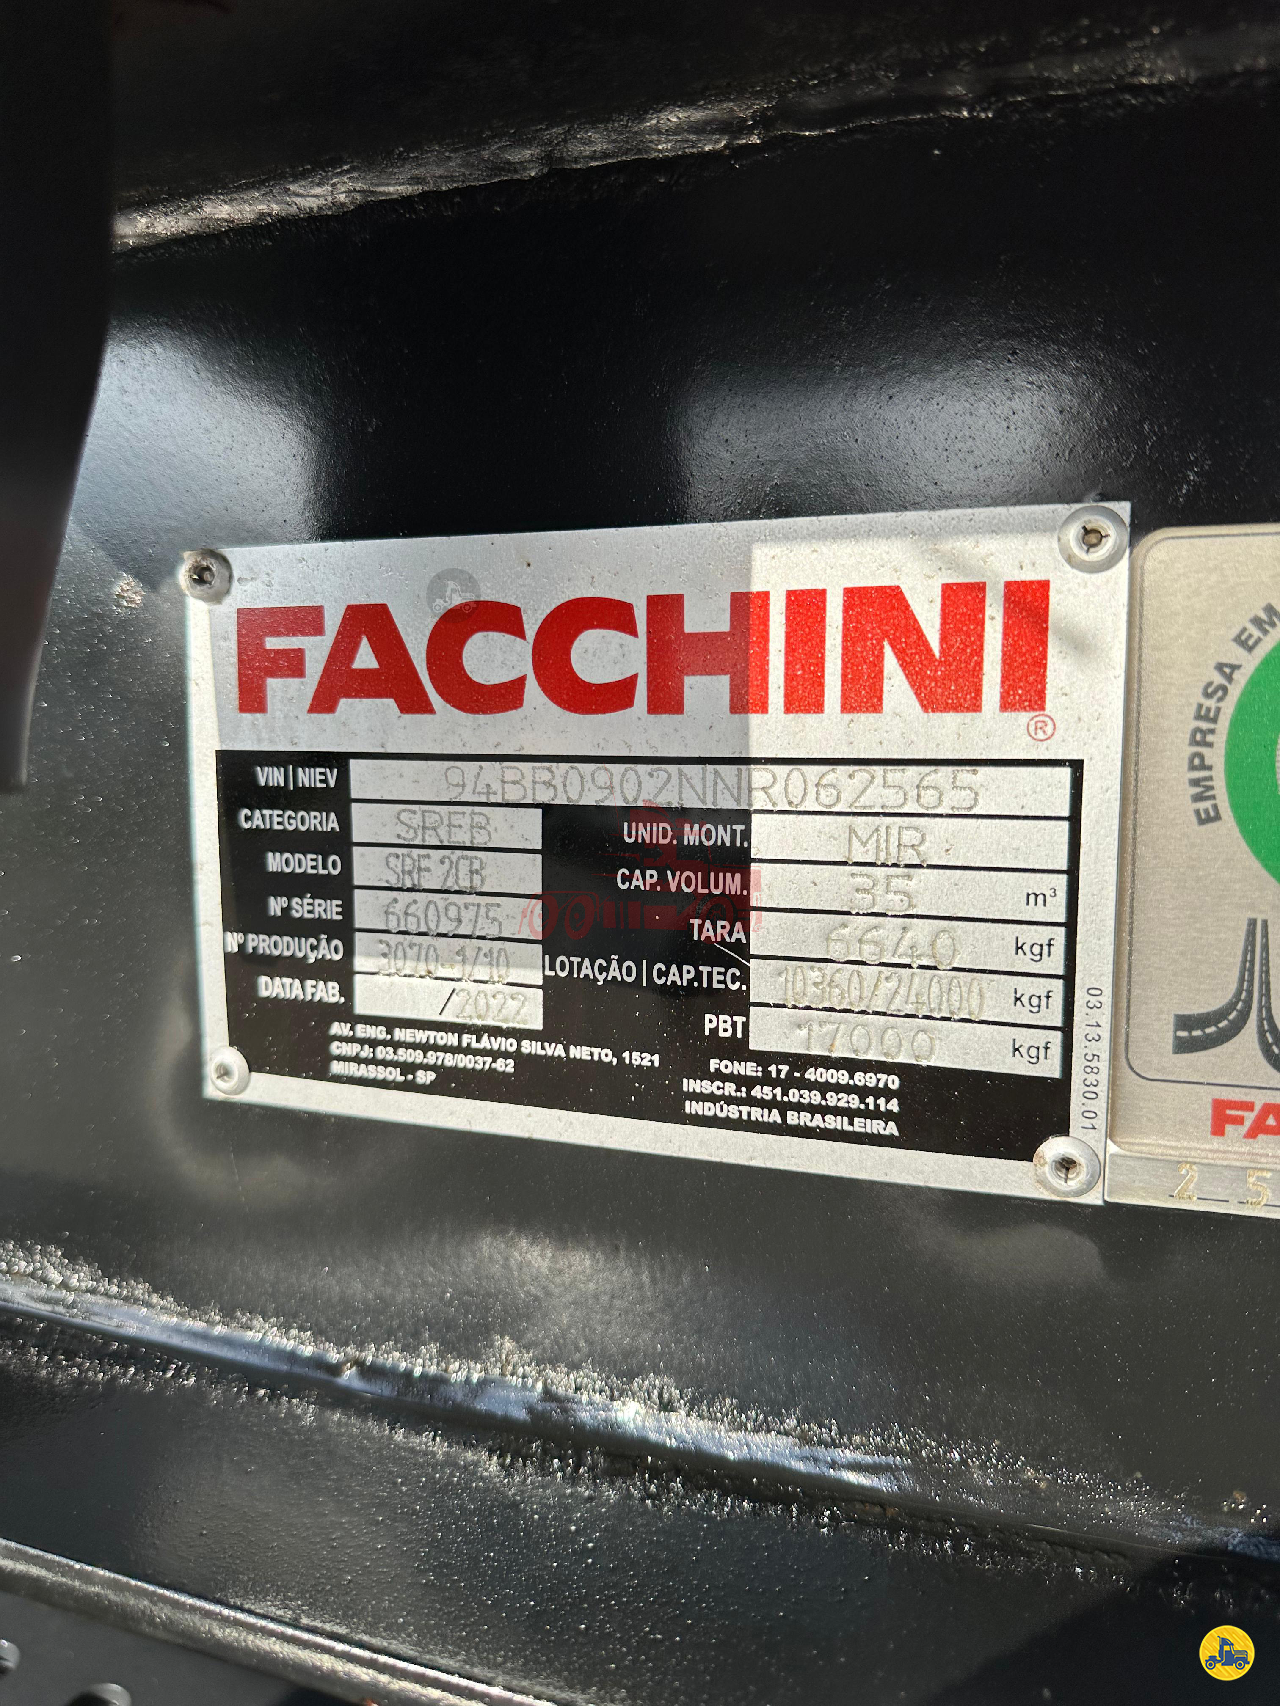 FACCHINI
®
VIN | NIEV 94BB0902NNR062565
CATEGORIA SREB UNID. MONT. MIR
MODELO SRF 2CB CAP. VOLUM. 35 m³
Nº SÉRIE 660975 TARA 6640 kgf
Nº PRODUÇÃO 3070-1/10 LOTAÇÃO | CAP.TEC. 10360/24000 kgf
DATA FAB. /2022 PBT 17000 kgf
AV. ENG. NEWTON FLÁVIO SILVA NETO, 1521
CNPJ: 03.509.978/0037-62
MIRASSOL - SP
FONE: 17 - 4009.6970
INSCR.: 451.039.929.114
INDÚSTRIA BRASILEIRA
03.13.5830.01
EMPRESA EM
FA
2 5